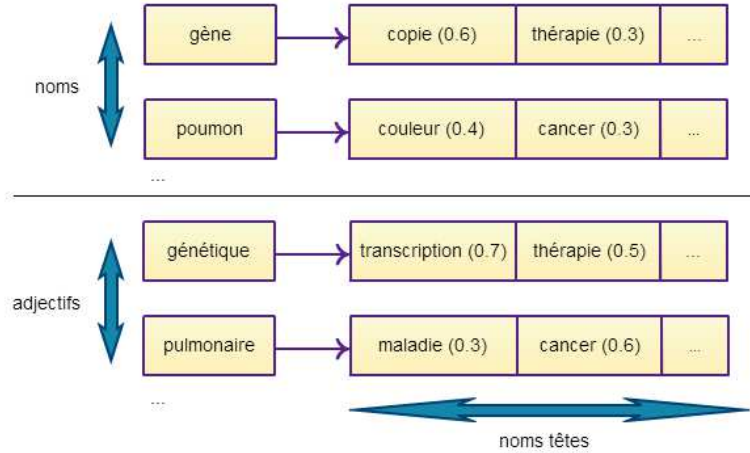 gène copie (0.6) thérapie (0.3) ...
noms
poumon couleur (0.4) cancer (0.3) ...
...
génétique transcription (0.7) thérapie (0.5) ...
adjectifs
pulmonaire maladie (0.3) cancer (0.6) ...
...
noms têtes